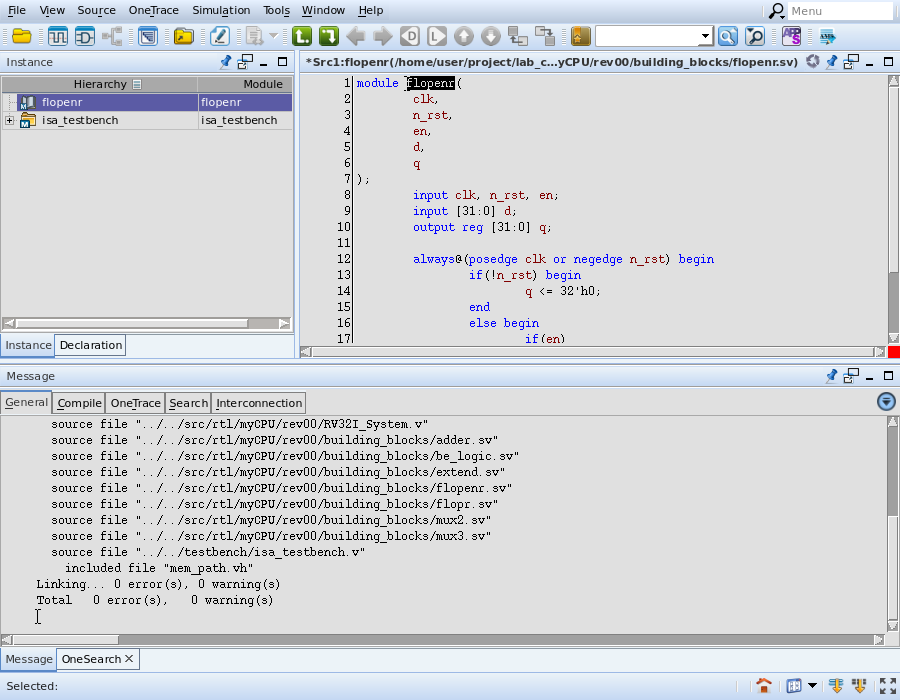 File View Source OneTrace Simulation Tools Window Help Menu
Instance
Hierarchy Module
flopenr flopenr
isa_testbench isa_testbench
Instance Declaration
*Src1:flopenr(/home/user/project/lab_c...yCPU/rev00/building_blocks/flopenr.sv)
1 module flopenr(
2 clk,
3 n_rst,
4 en,
5 d,
6 q
7 );
8 input clk, n_rst, en;
9 input [31:0] d;
10 output reg [31:0] q;
11
12 always@(posedge clk or negedge n_rst) begin
13 if(!n_rst) begin
14 q <= 32'h0;
15 end
16 else begin
17 if(en)
Message
General Compile OneTrace Search Interconnection
source file "../../src/rtl/myCPU/rev00/RV32I_System.v"
source file "../../src/rtl/myCPU/rev00/building_blocks/adder.sv"
source file "../../src/rtl/myCPU/rev00/building_blocks/be_logic.sv"
source file "../../src/rtl/myCPU/rev00/building_blocks/extend.sv"
source file "../../src/rtl/myCPU/rev00/building_blocks/flopenr.sv"
source file "../../src/rtl/myCPU/rev00/building_blocks/flopr.sv"
source file "../../src/rtl/myCPU/rev00/building_blocks/mux2.sv"
source file "../../src/rtl/myCPU/rev00/building_blocks/mux3.sv"
source file "../../testbench/isa_testbench.v"
included file "mem_path.vh"
Linking... 0 error(s), 0 warning(s)
Total 0 error(s), 0 warning(s)
Message OneSearch
Selected: